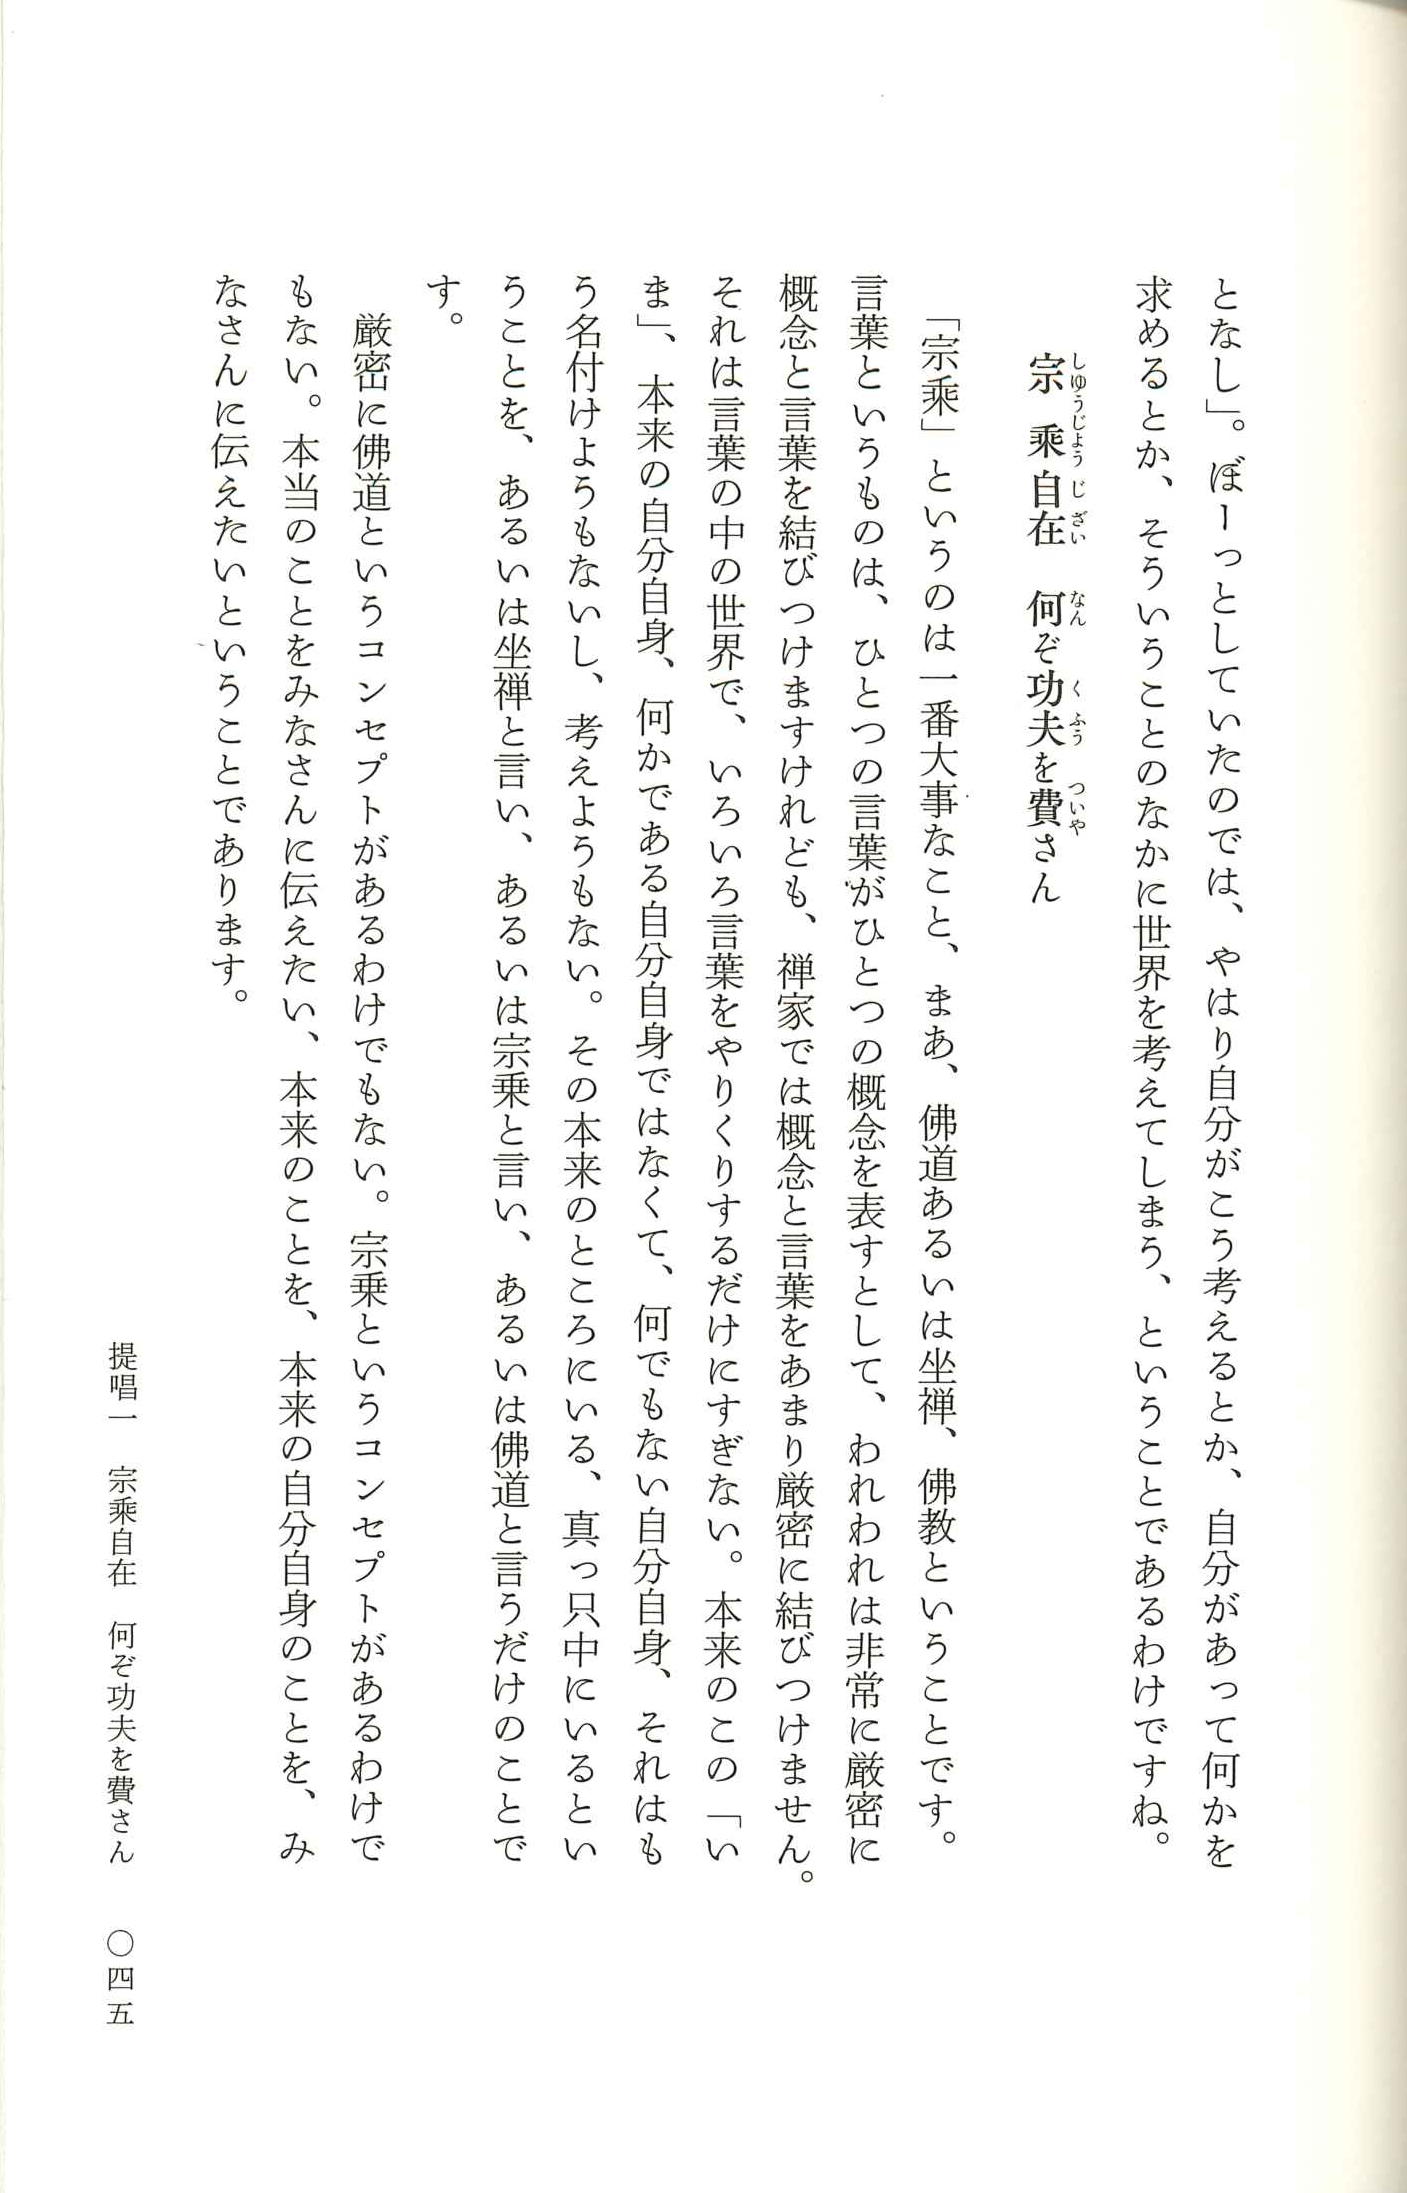 となし」。ぼーっとしていたのでは、やはり自分がこう考えるとか、自分があって何かを
求めるとか、そういうことのなかに世界を考えてしまう、ということであるわけですね。
宗乗自在　何ぞ功夫を費さん
しゆうじよう じ ざい　なん　く ふう　ついや
「宗乘」というのは一番大事なこと、まあ、佛道あるいは坐禅、佛教ということです。
言葉というものは、ひとつの言葉がひとつの概念を表すとして、われわれは非常に厳密に
概念と言葉を結びつけますけれども、禅家では概念と言葉をあまり厳密に結びつけません。
それは言葉の中の世界で、いろいろ言葉をやりくりするだけにすぎない。本来のこの「い
ま」、本来の自分自身、何かである自分自身ではなくて、何でもない自分自身、それはも
う名付けようもないし、考えようもない。その本来のところにいる、真っ只中にいるとい
うことを、あるいは坐禅と言い、あるいは宗乗と言い、あるいは佛道と言うだけのことで
す。
厳密に佛道というコンセプトがあるわけでもない。宗乗というコンセプトがあるわけで
もない。本当のことをみなさんに伝えたい、本来のことを、本来の自分自身のことを、み
なさんに伝えたいということであります。
提唱一　宗乘自在　何ぞ功夫を費さん　〇四五